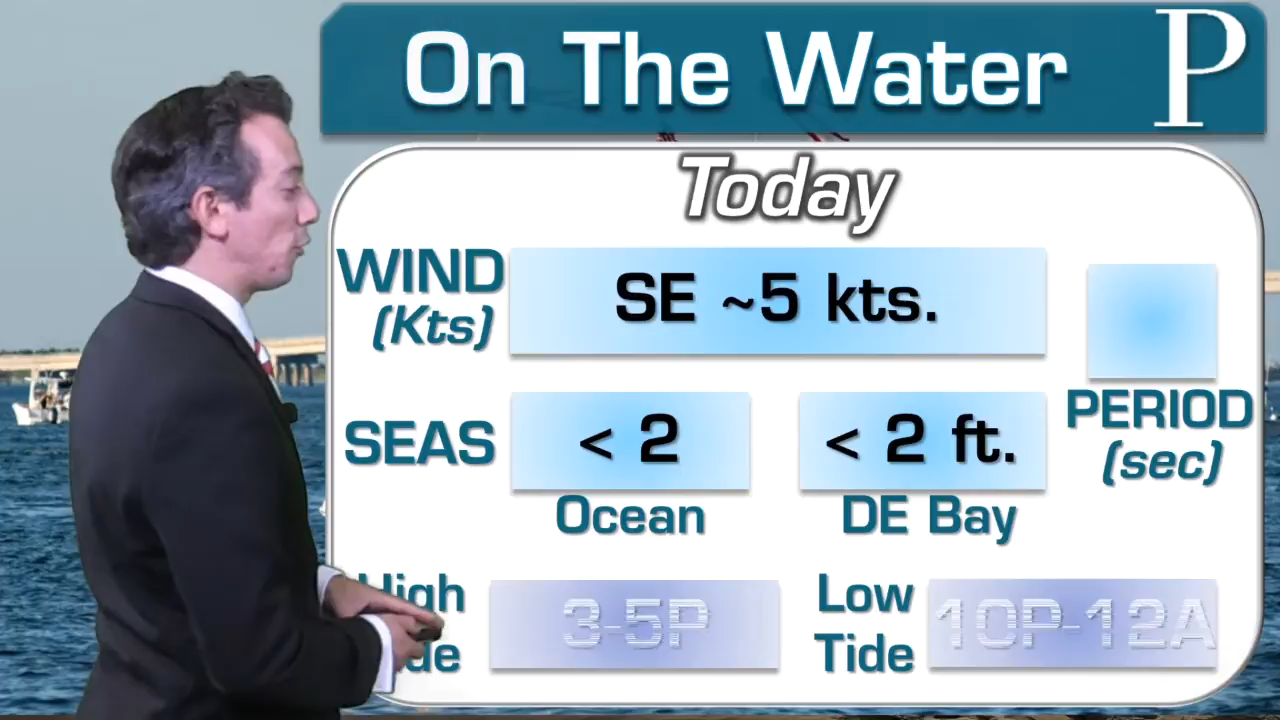 On The Water P
Today
WIND
(Kts)
SE ~5 kts.
PERIOD
(sec)
SEAS
< 2
Ocean
< 2 ft.
DE Bay
High
Tide
3-5P
Low
Tide
10P-12A